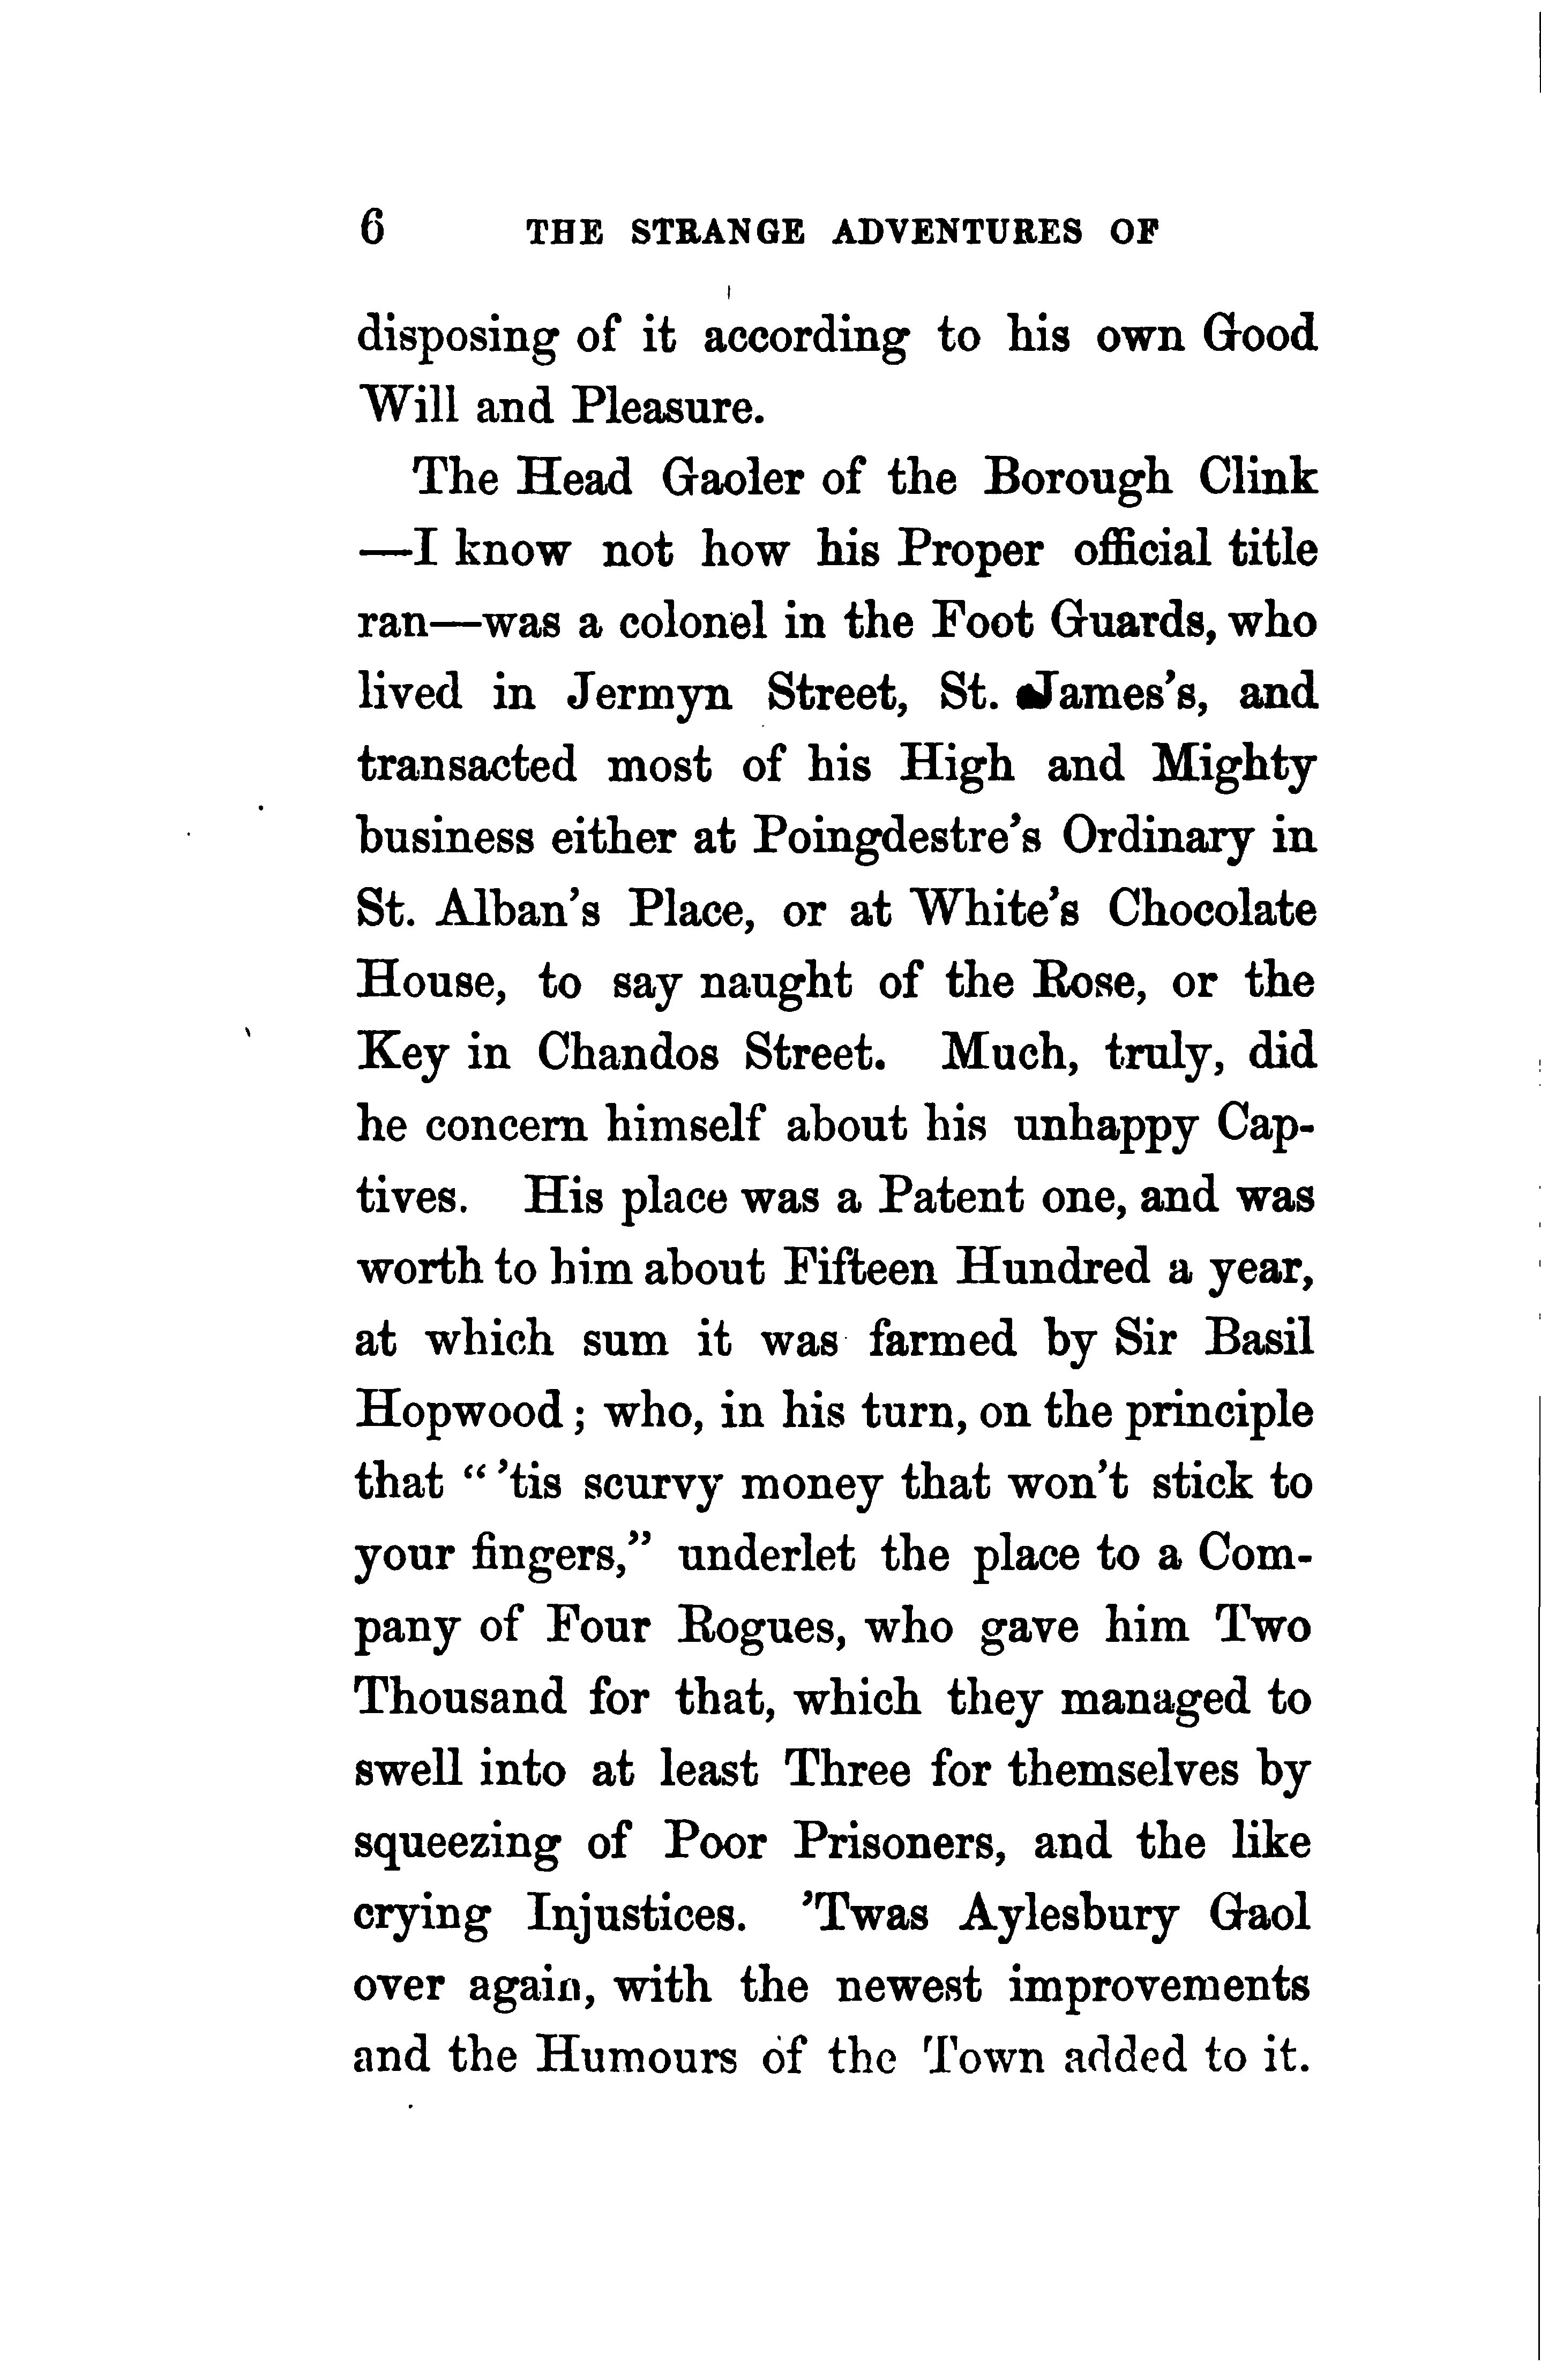 6 THE STRANGE ADVENTURES OF
disposing of it according to his own Good
Will and Pleasure.
The Head Gaoler of the Borough Clink
—I know not how his Proper official title
ran—was a colonel in the Foot Guards, who
lived in Jermyn Street, St. James's, and
transacted most of his High and Mighty
business either at Poingdestre's Ordinary in
St. Alban's Place, or at White's Chocolate
House, to say naught of the Rose, or the
Key in Chandos Street. Much, truly, did
he concern himself about his unhappy Cap-
tives. His place was a Patent one, and was
worth to him about Fifteen Hundred a year,
at which sum it was farmed by Sir Basil
Hopwood; who, in his turn, on the principle
that "'tis scurvy money that won't stick to
your fingers," underlet the place to a Com-
pany of Four Rogues, who gave him Two
Thousand for that, which they managed to
swell into at least Three for themselves by
squeezing of Poor Prisoners, and the like
crying Injustices. 'Twas Aylesbury Gaol
over again, with the newest improvements
and the Humours of the Town added to it.